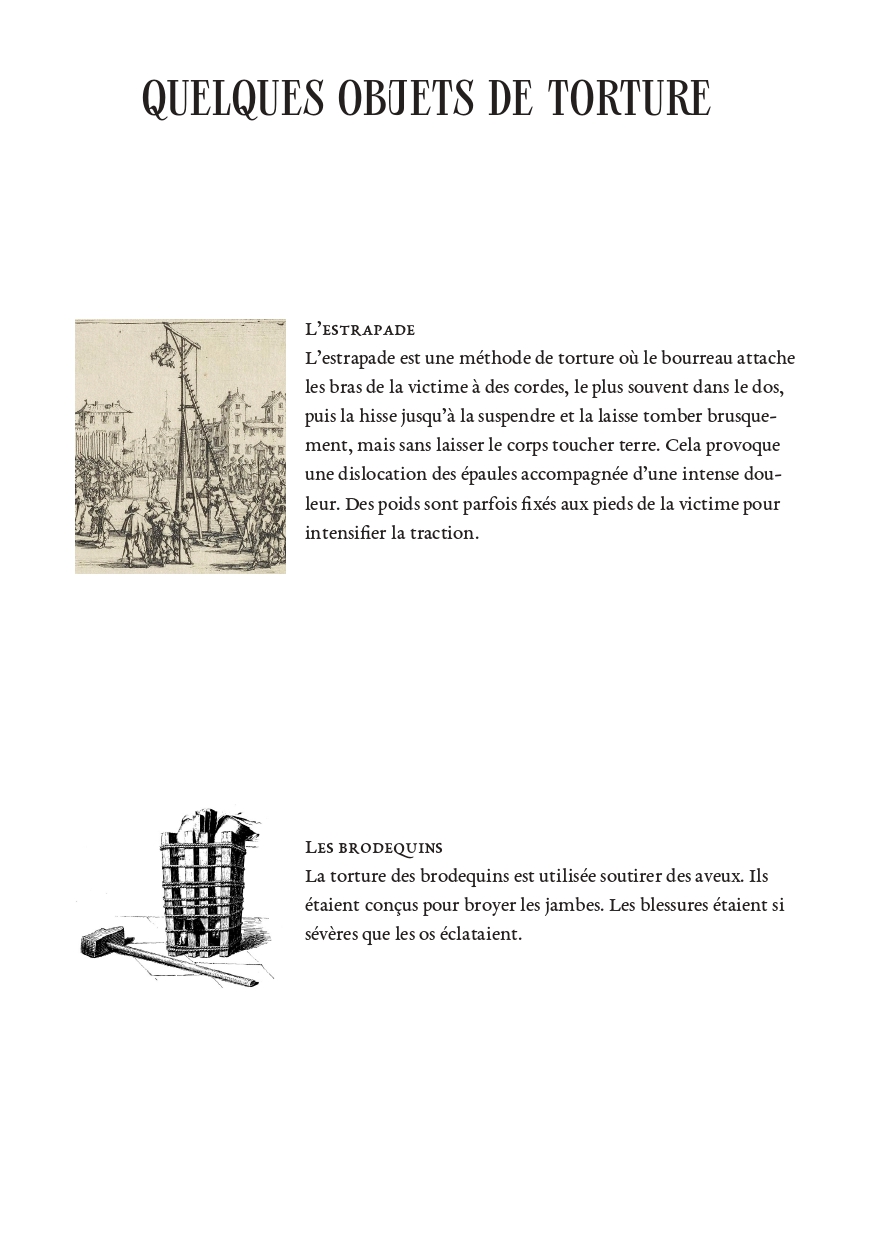 QUELQUES OBJETS DE TORTURE
L’estrapade
L’estrapade est une méthode de torture où le bourreau attache
les bras de la victime à des cordes, le plus souvent dans le dos,
puis la hisse jusqu’à la suspendre et la laisse tomber brusque-
ment, mais sans laisser le corps toucher terre. Cela provoque
une dislocation des épaules accompagnée d’une intense dou-
leur. Des poids sont parfois fixés aux pieds de la victime pour
intensifier la traction.
Les brodequins
La torture des brodequins est utilisée soutirer des aveux. Ils
étaient conçus pour broyer les jambes. Les blessures étaient si
sévères que les os éclataient.